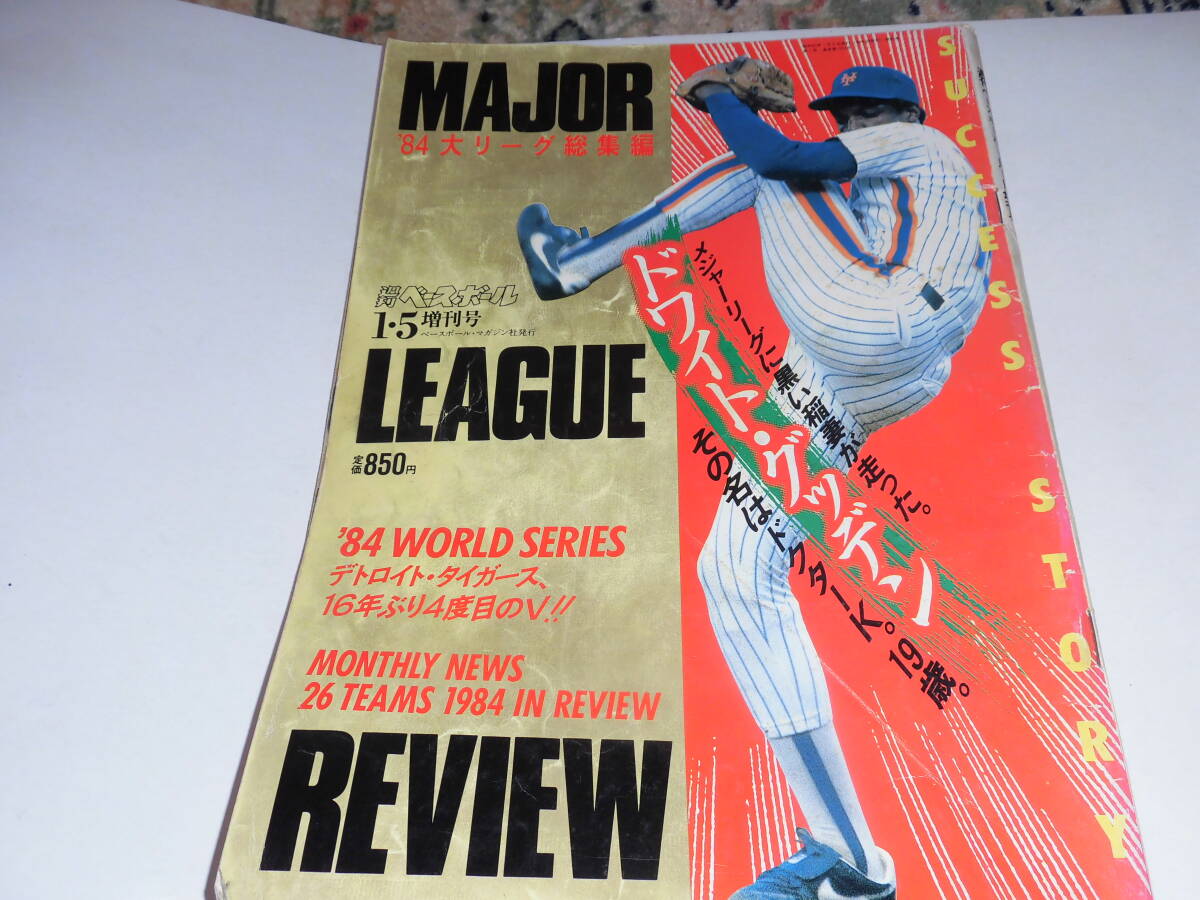 MAJOR
'84大リーグ総集編
週刊ベースボール
1・5増刊号
ベースボール・マガジン社発行
LEAGUE
定価850円
'84 WORLD SERIES
デトロイト・タイガース、
16年ぶり4度目のV!!
MONTHLY NEWS
26 TEAMS 1984 IN REVIEW
REVIEW
SUCCESS STORY
メジャーリーグに黒い稲妻が走った。
ドワイト・グッデン
その名はドクターK。19歳。